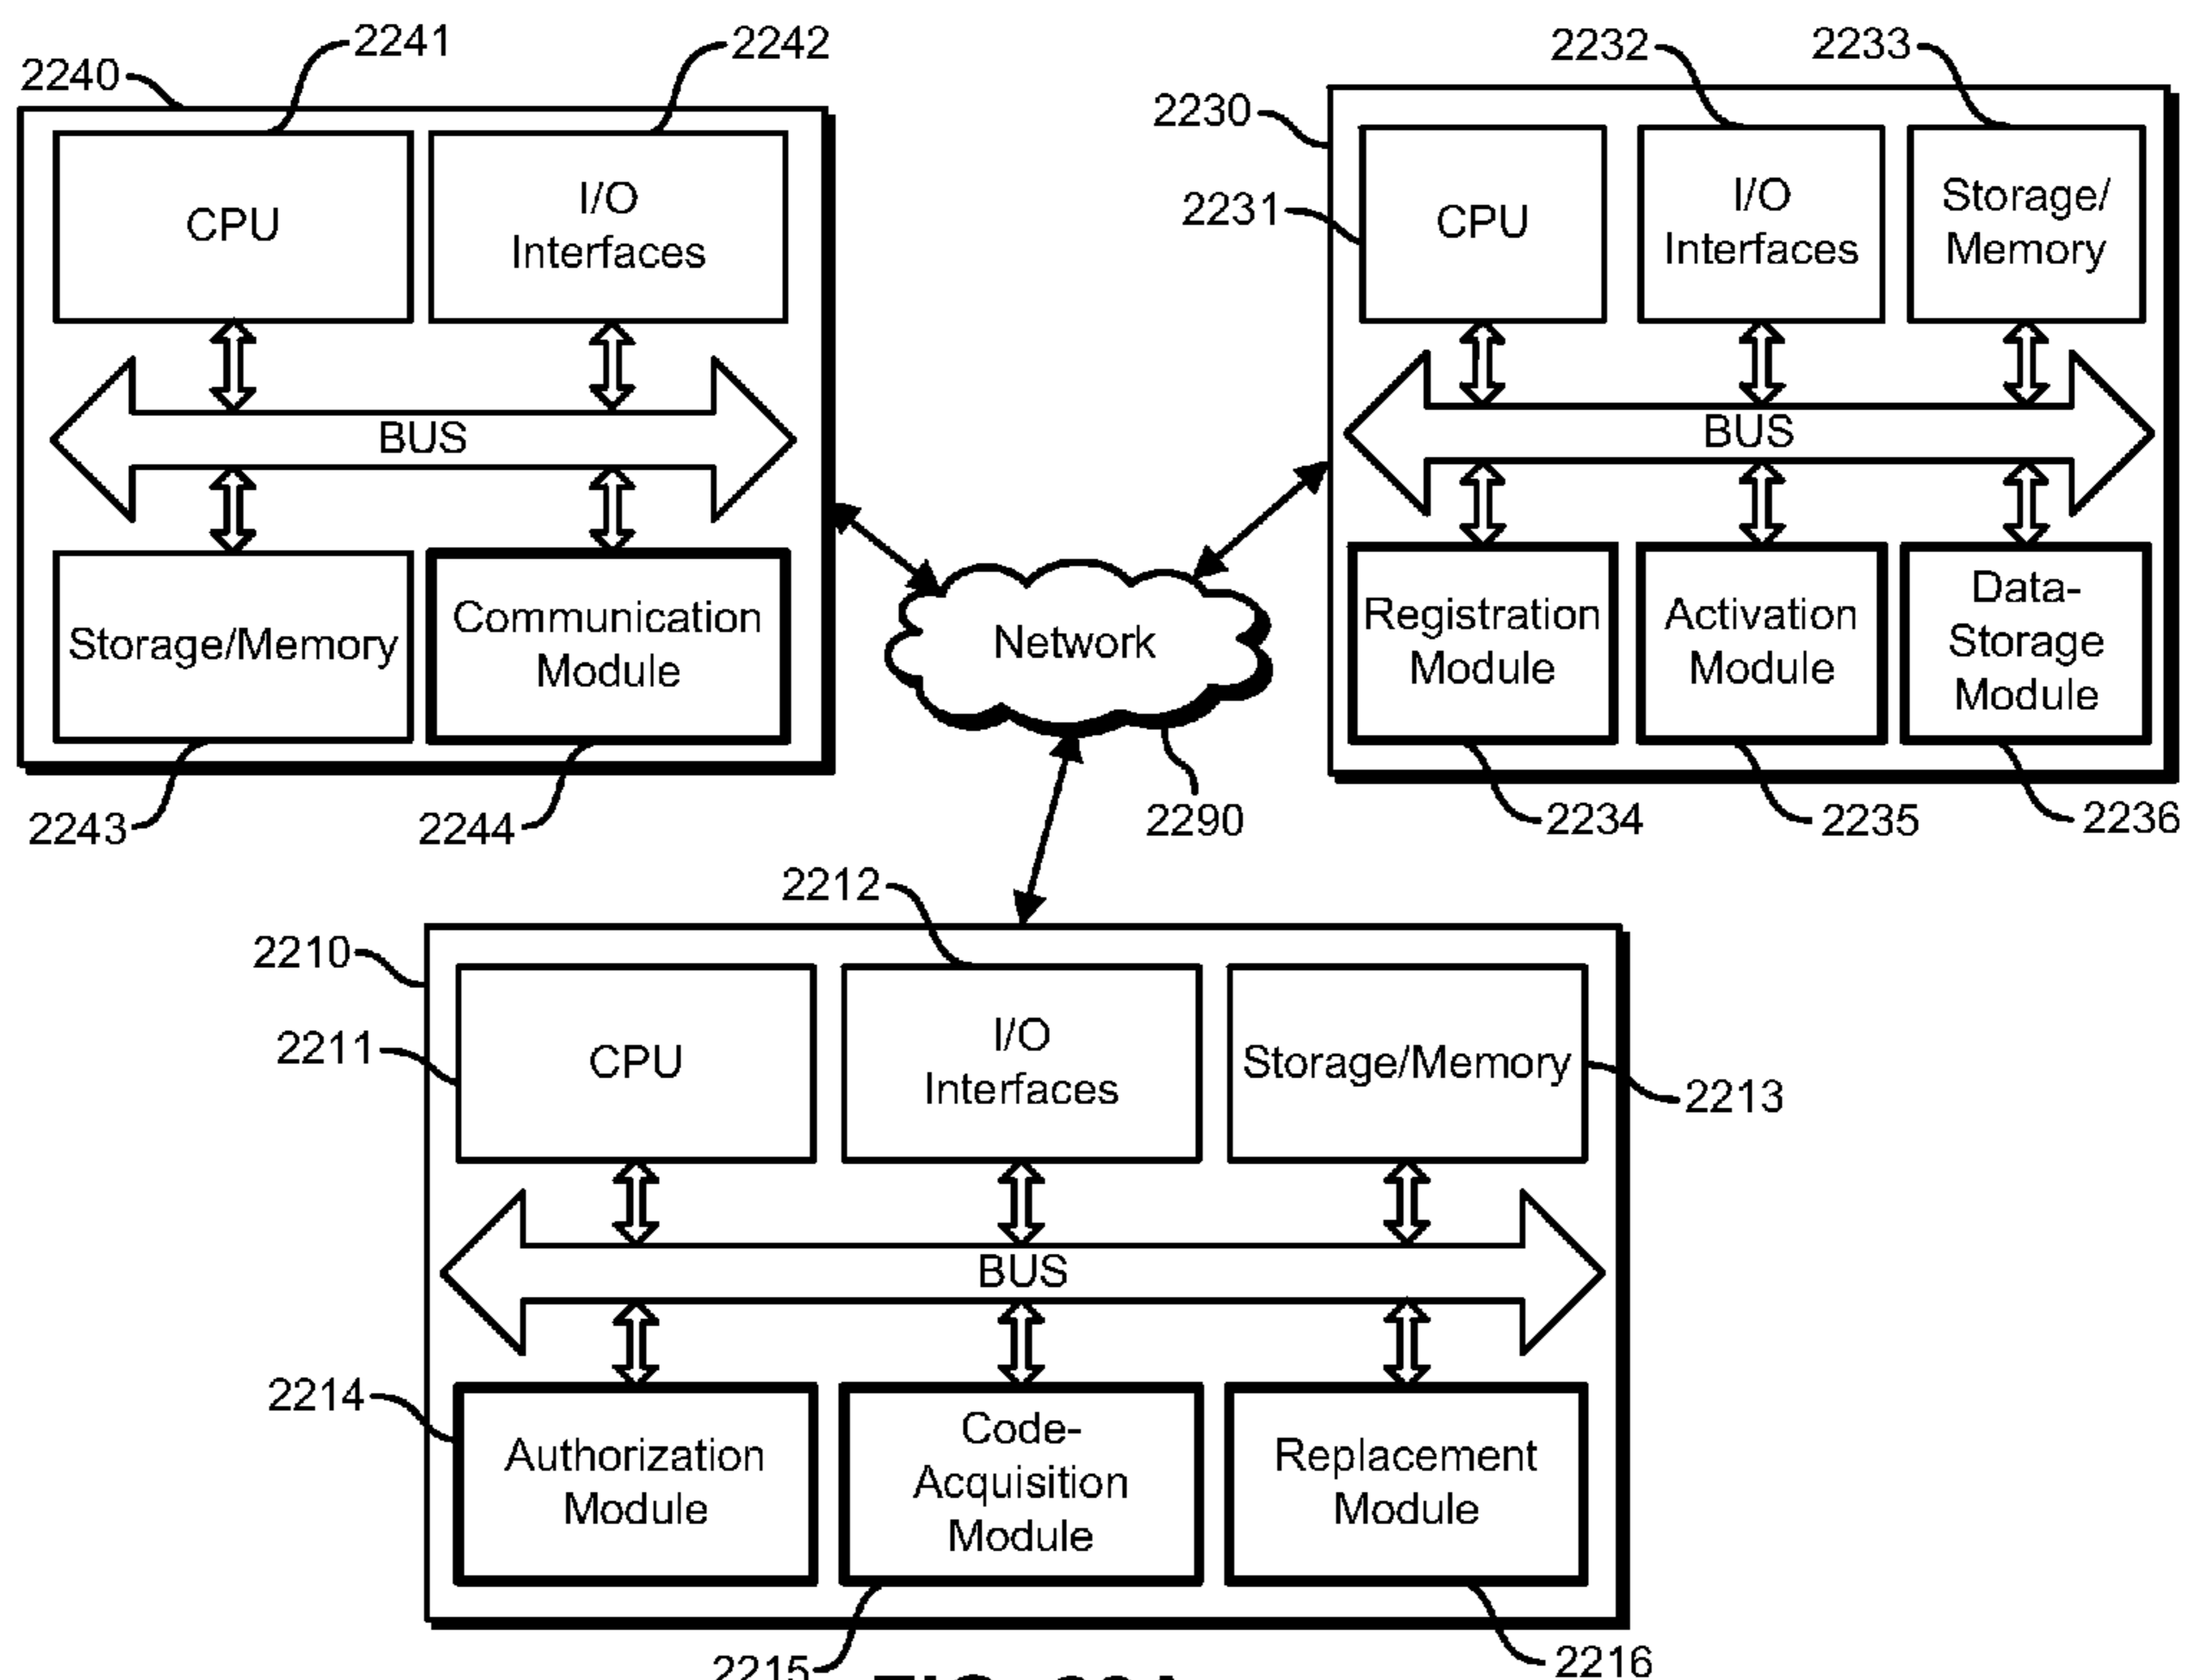 2240
2241
2242
CPU
I/O
Interfaces
BUS
Storage/Memory
Communication
Module
2243
2244
2230
2231
2232
2233
CPU
I/O
Interfaces
Storage/
Memory
BUS
Registration
Module
Activation
Module
Data-
Storage
Module
2234
2235
2236
Network
2290
2210
2211
2212
2213
CPU
I/O
Interfaces
Storage/Memory
BUS
2214
Authorization
Module
Code-
Acquisition
Module
Replacement
Module
2215
2216